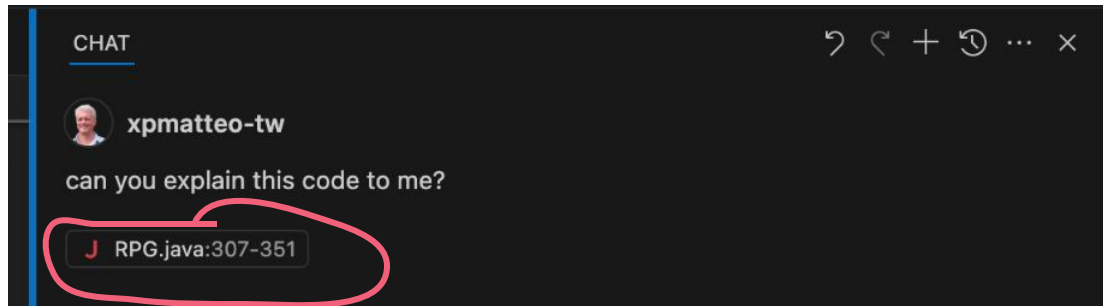 CHAT
xpmatteo-tw
can you explain this code to me?
J RPG.java:307-351